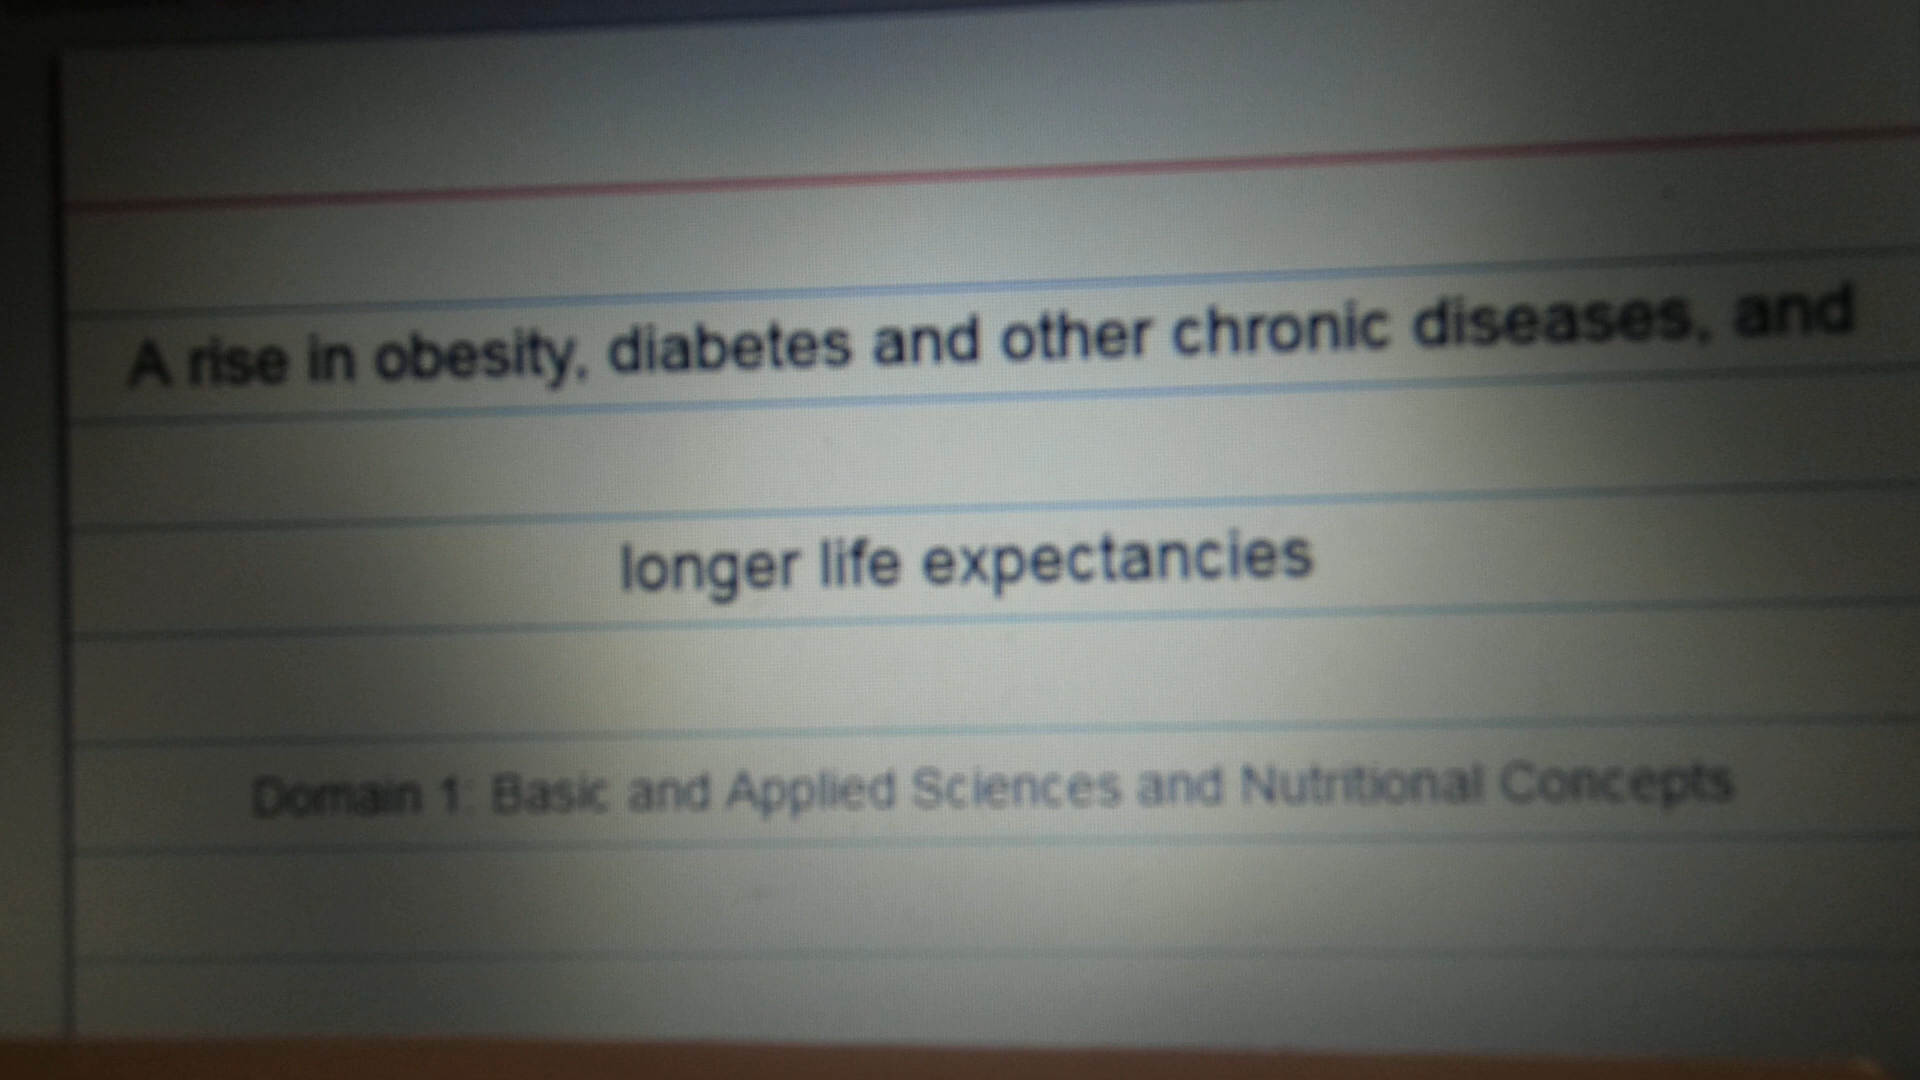 A rise in obesity, diabetes and other chronic diseases, and
longer life expectancies
Domain 1: Basic and Applied Sciences and Nutritional Concepts